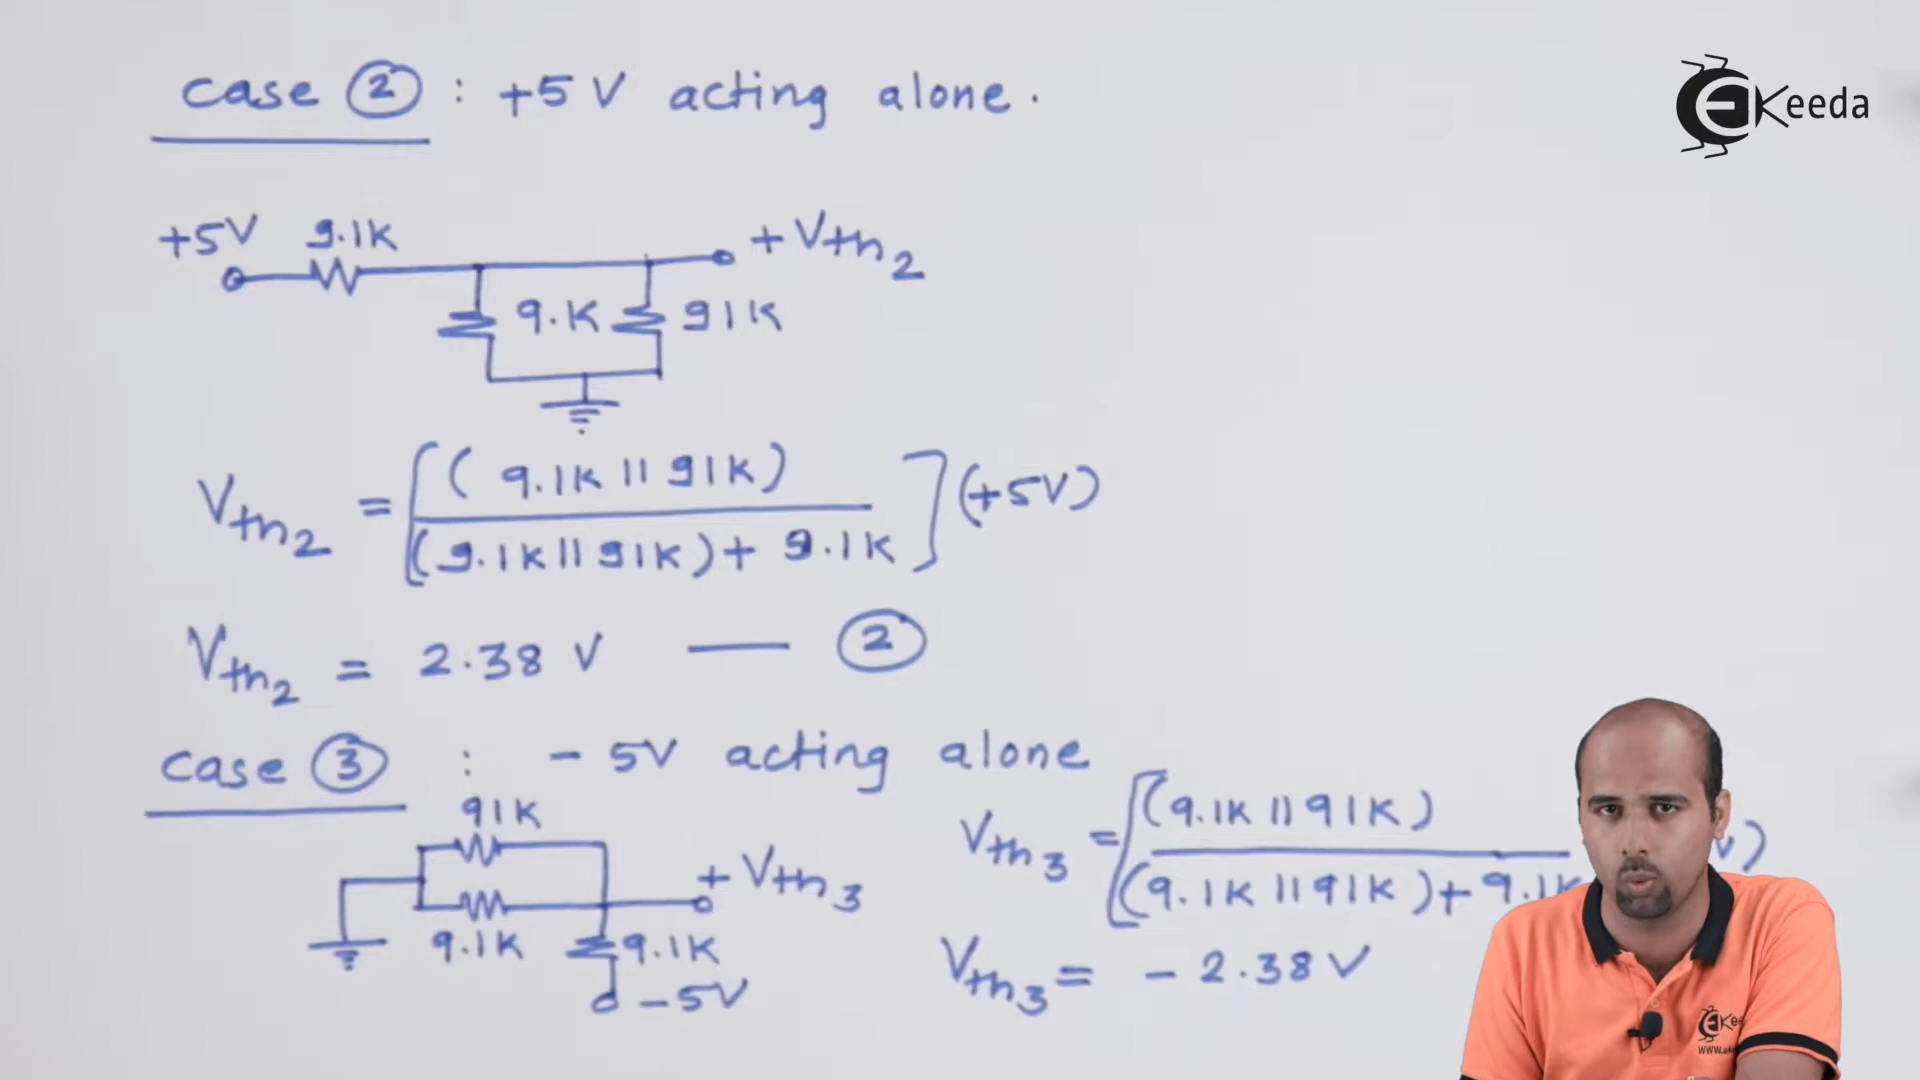 case ② : +5 V acting alone.
EKeeda
+5V 9.1K + Vth2
9.K 91K
Vth2 = [(9.1K || 91K) / (9.1K || 91K) + 9.1K] (+5V)
Vth2 = 2.38 V — ②
case ③ : - 5V acting alone
91K
+ Vth3
9.1K 9.1K
-5V
Vth3 = [(9.1K || 91K) / (9.1K || 91K) + 9.1K V)
Vth3 = - 2.38 V